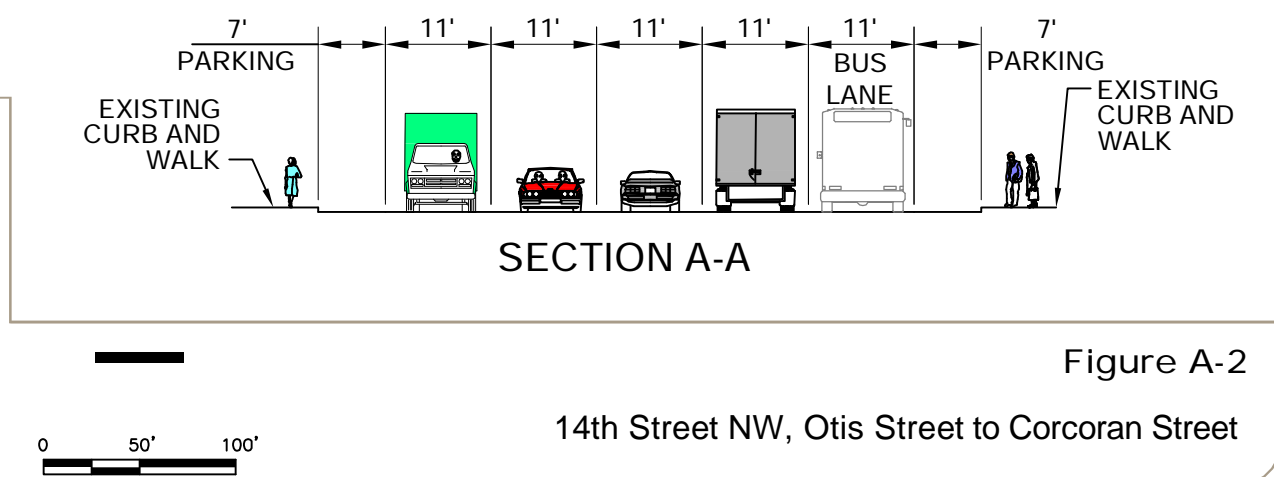 7' 11' 11' 11' 11' 11' 7'
PARKING BUS PARKING
LANE
EXISTING
CURB AND
WALK
EXISTING
CURB AND
WALK
SECTION A-A
Figure A-2
14th Street NW, Otis Street to Corcoran Street
0 50' 100'